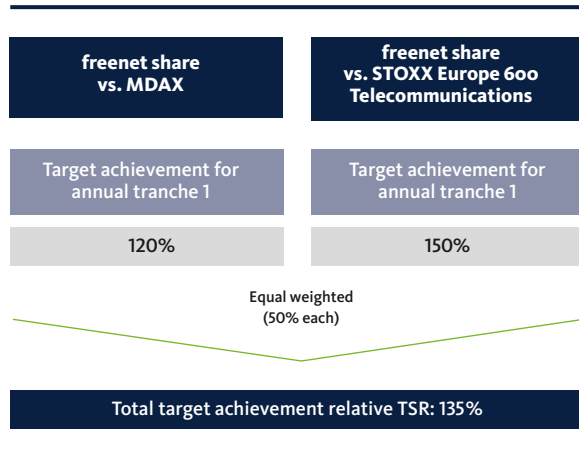 freenet share
vs. MDAX
freenet share
vs. STOXX Europe 600
Telecommunications
Target achievement for
annual tranche 1
Target achievement for
annual tranche 1
120%
150%
Equal weighted
(50% each)
Total target achievement relative TSR: 135%